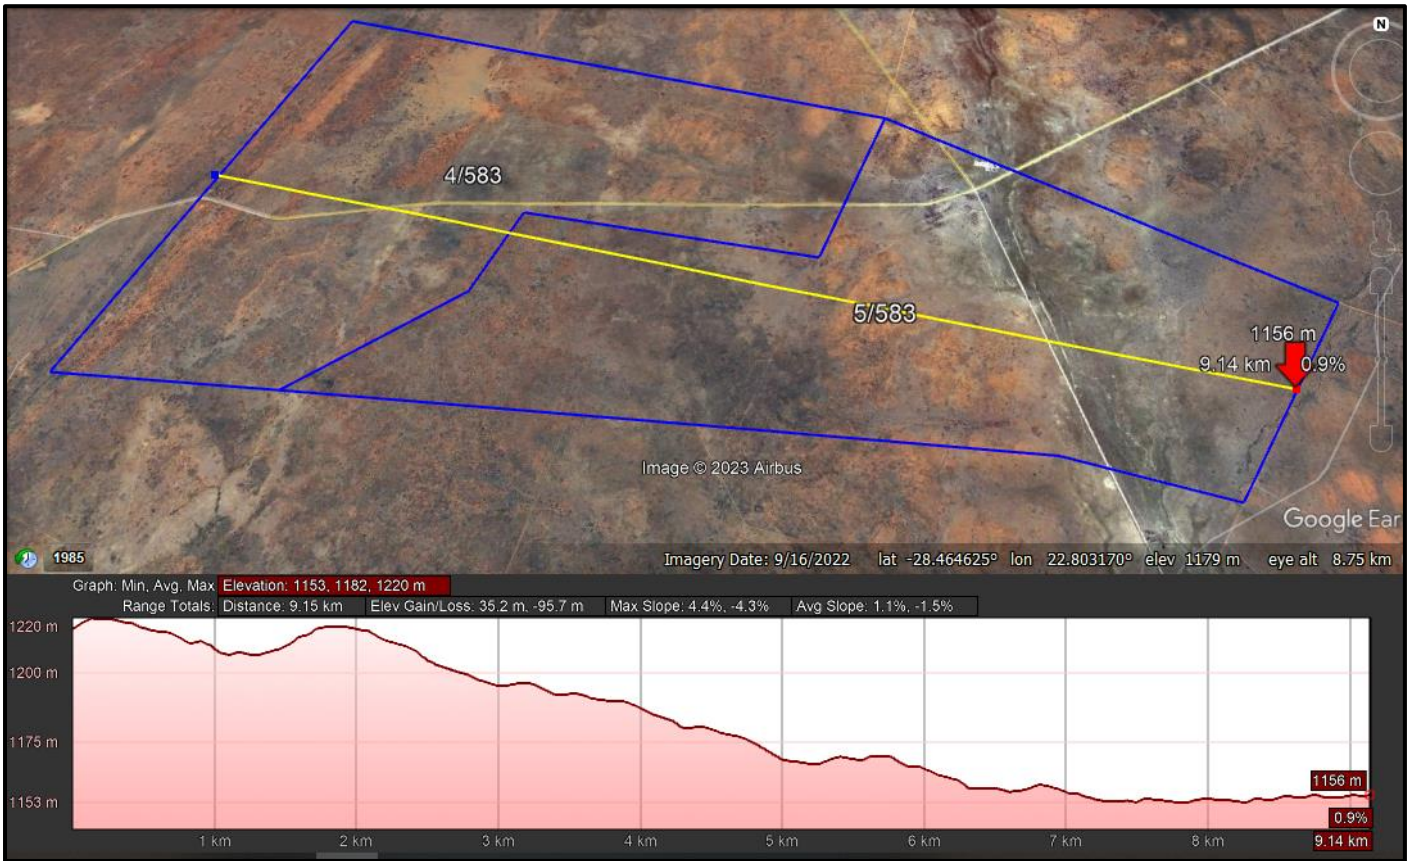 N
4/583
5/583
1156 m
9.14 km 0.9%
Image © 2023 Airbus
Google Ear
1985
Imagery Date: 9/16/2022 lat -28.464625° lon 22.803170° elev 1179 m eye alt 8.75 km
Graph: Min, Avg, Max Elevation: 1153, 1182, 1220 m
Range Totals: Distance: 9.15 km Elev Gain/Loss: 35.2 m, -95.7 m Max Slope: 4.4%, -4.3% Avg Slope: 1.1%, -1.5%
1220 m
1200 m
1175 m
1153 m
1156 m
0.9%
9.14 km
1 km 2 km 3 km 4 km 5 km 6 km 7 km 8 km